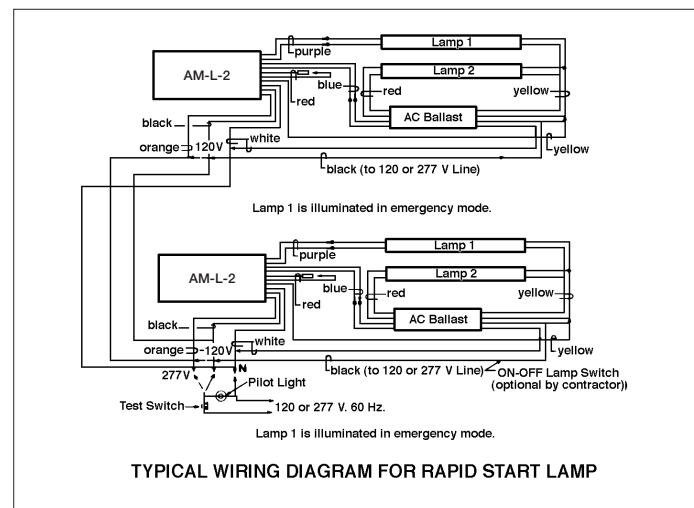 Lamp 1
purple
AM-L-2
Lamp 2
blue
red
red
yellow
AC Ballast
black
white
orange
120V
yellow
black (to 120 or 277 V Line)
Lamp 1 is illuminated in emergency mode.
Lamp 1
purple
AM-L-2
Lamp 2
blue
red
red
yellow
AC Ballast
black
white
orange
-120V
yellow
black (to 120 or 277 V Line)
ON-OFF Lamp Switch
(optional by contractor))
277V
N
Pilot Light
Test Switch
120 or 277 V. 60 Hz.
Lamp 1 is illuminated in emergency mode.
TYPICAL WIRING DIAGRAM FOR RAPID START LAMP